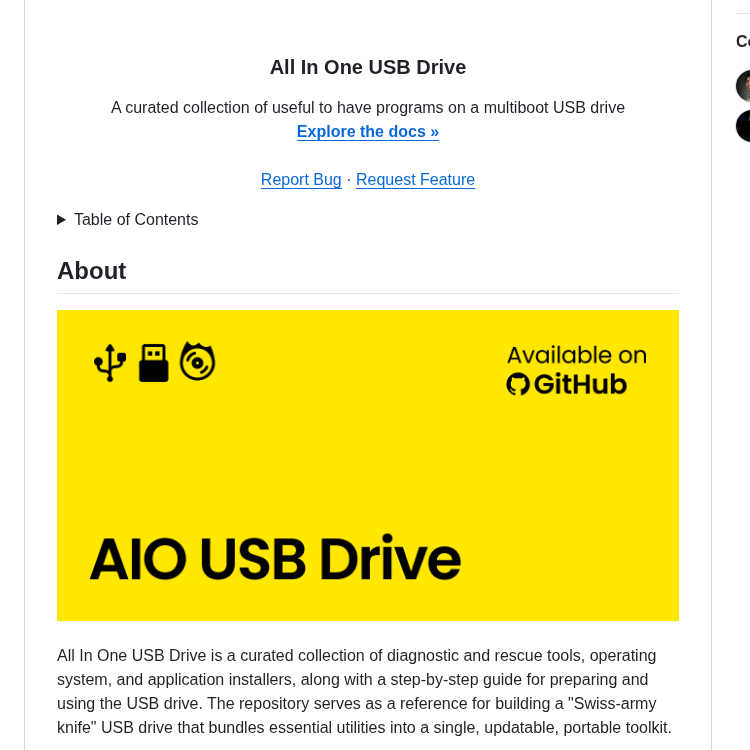 All In One USB Drive
A curated collection of useful to have programs on a multiboot USB drive
Explore the docs »
Report Bug · Request Feature
Table of Contents
About
Available on
GitHub
AIO USB Drive
All In One USB Drive is a curated collection of diagnostic and rescue tools, operating
system, and application installers, along with a step-by-step guide for preparing and
using the USB drive. The repository serves as a reference for building a "Swiss-army
knife" USB drive that bundles essential utilities into a single, updatable, portable toolkit.